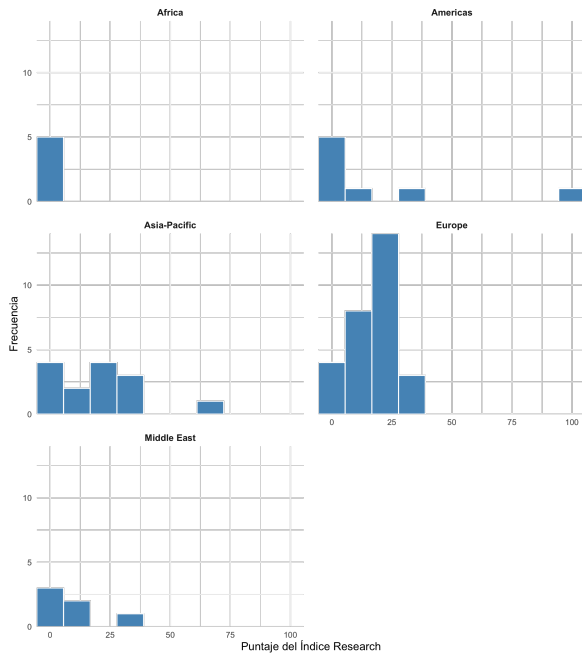 Africa
Americas
10
5
0
Asia-Pacific
Europe
10
5
0
0 25 50 75 100
Middle East
10
5
0
0 25 50 75 100
Frecuencia
Puntaje del Índice Research